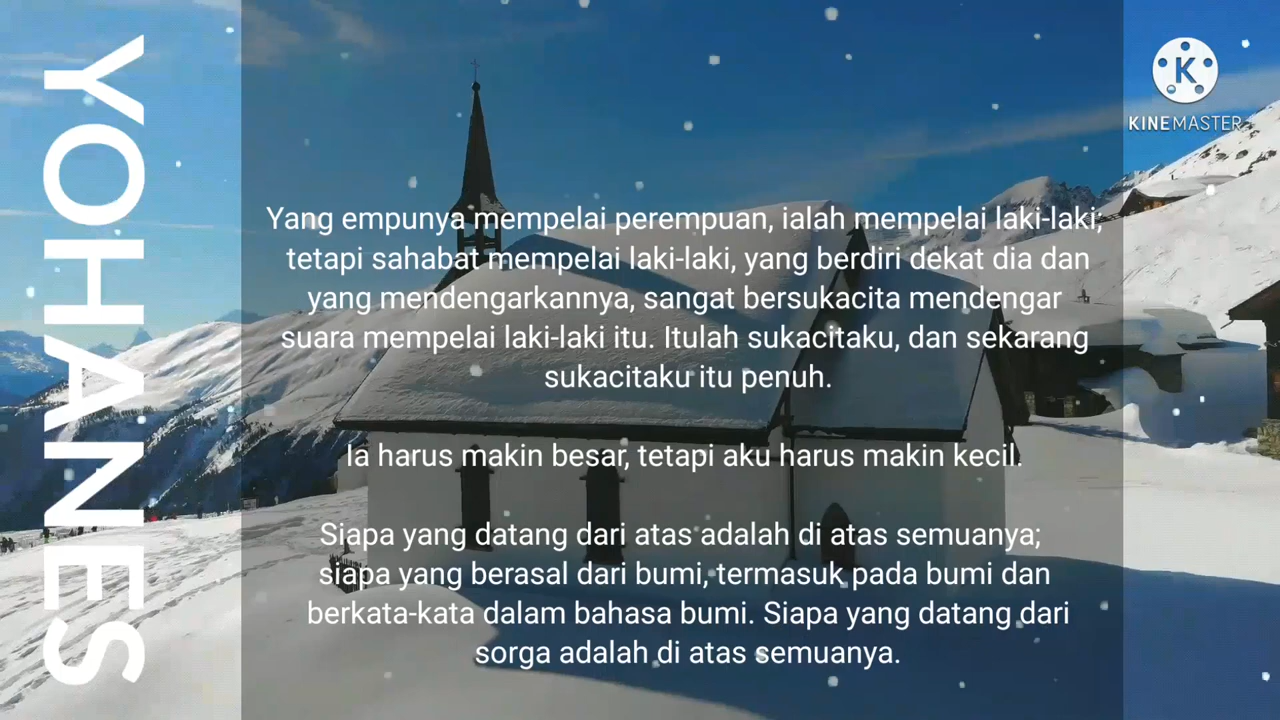 YOHANES
K
KINEMASTER
Yang empunya mempelai perempuan, ialah mempelai laki-laki;
tetapi sahabat mempelai laki-laki, yang berdiri dekat dia dan
yang mendengarkannya, sangat bersukacita mendengar
suara mempelai laki-laki itu. Itulah sukacitaku, dan sekarang
sukacitaku itu penuh.
Ia harus makin besar, tetapi aku harus makin kecil.
Siapa yang datang dari atas adalah di atas semuanya;
siapa yang berasal dari bumi, termasuk pada bumi dan
berkata-kata dalam bahasa bumi. Siapa yang datang dari
sorga adalah di atas semuanya.